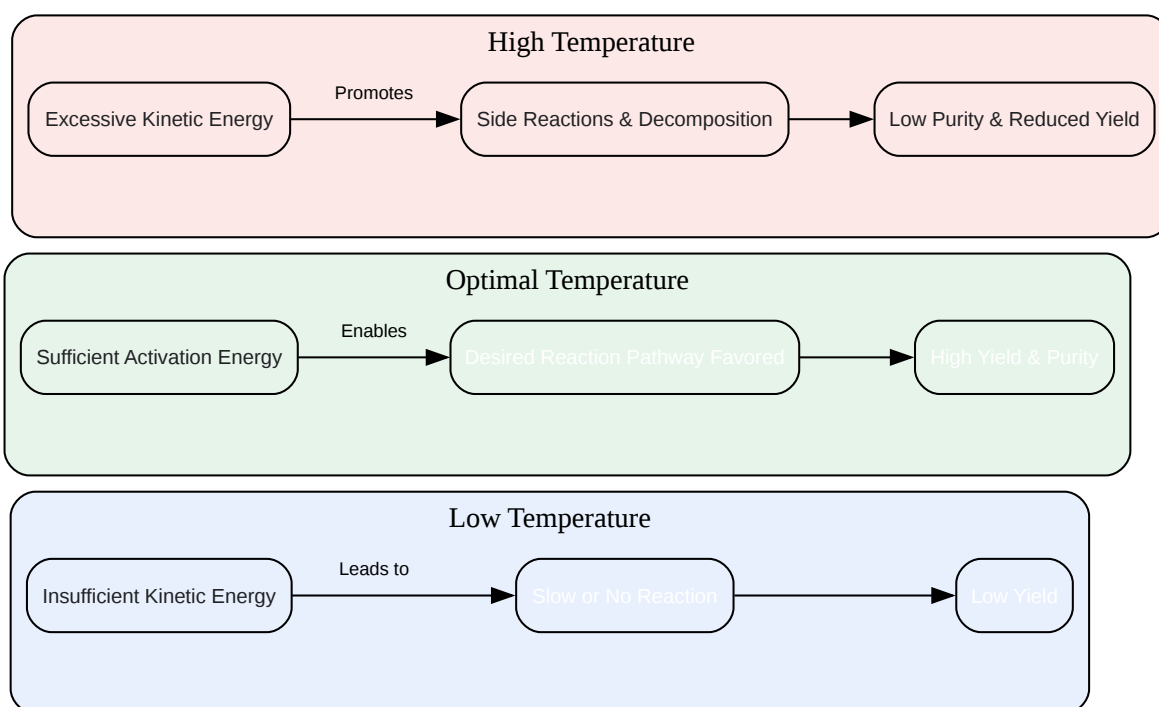 High Temperature
Excessive Kinetic Energy
Promotes
Side Reactions & Decomposition
Low Purity & Reduced Yield
Optimal Temperature
Sufficient Activation Energy
Enables
Desired Reaction Pathway Favored
High Yield & Purity
Low Temperature
Insufficient Kinetic Energy
Leads to
Slow or No Reaction
Low Yield